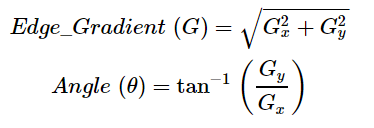 Edge_Gradient (G) = √(G_x^2 + G_y^2)
Angle (θ) = tan^{-1} (G_y / G_x)